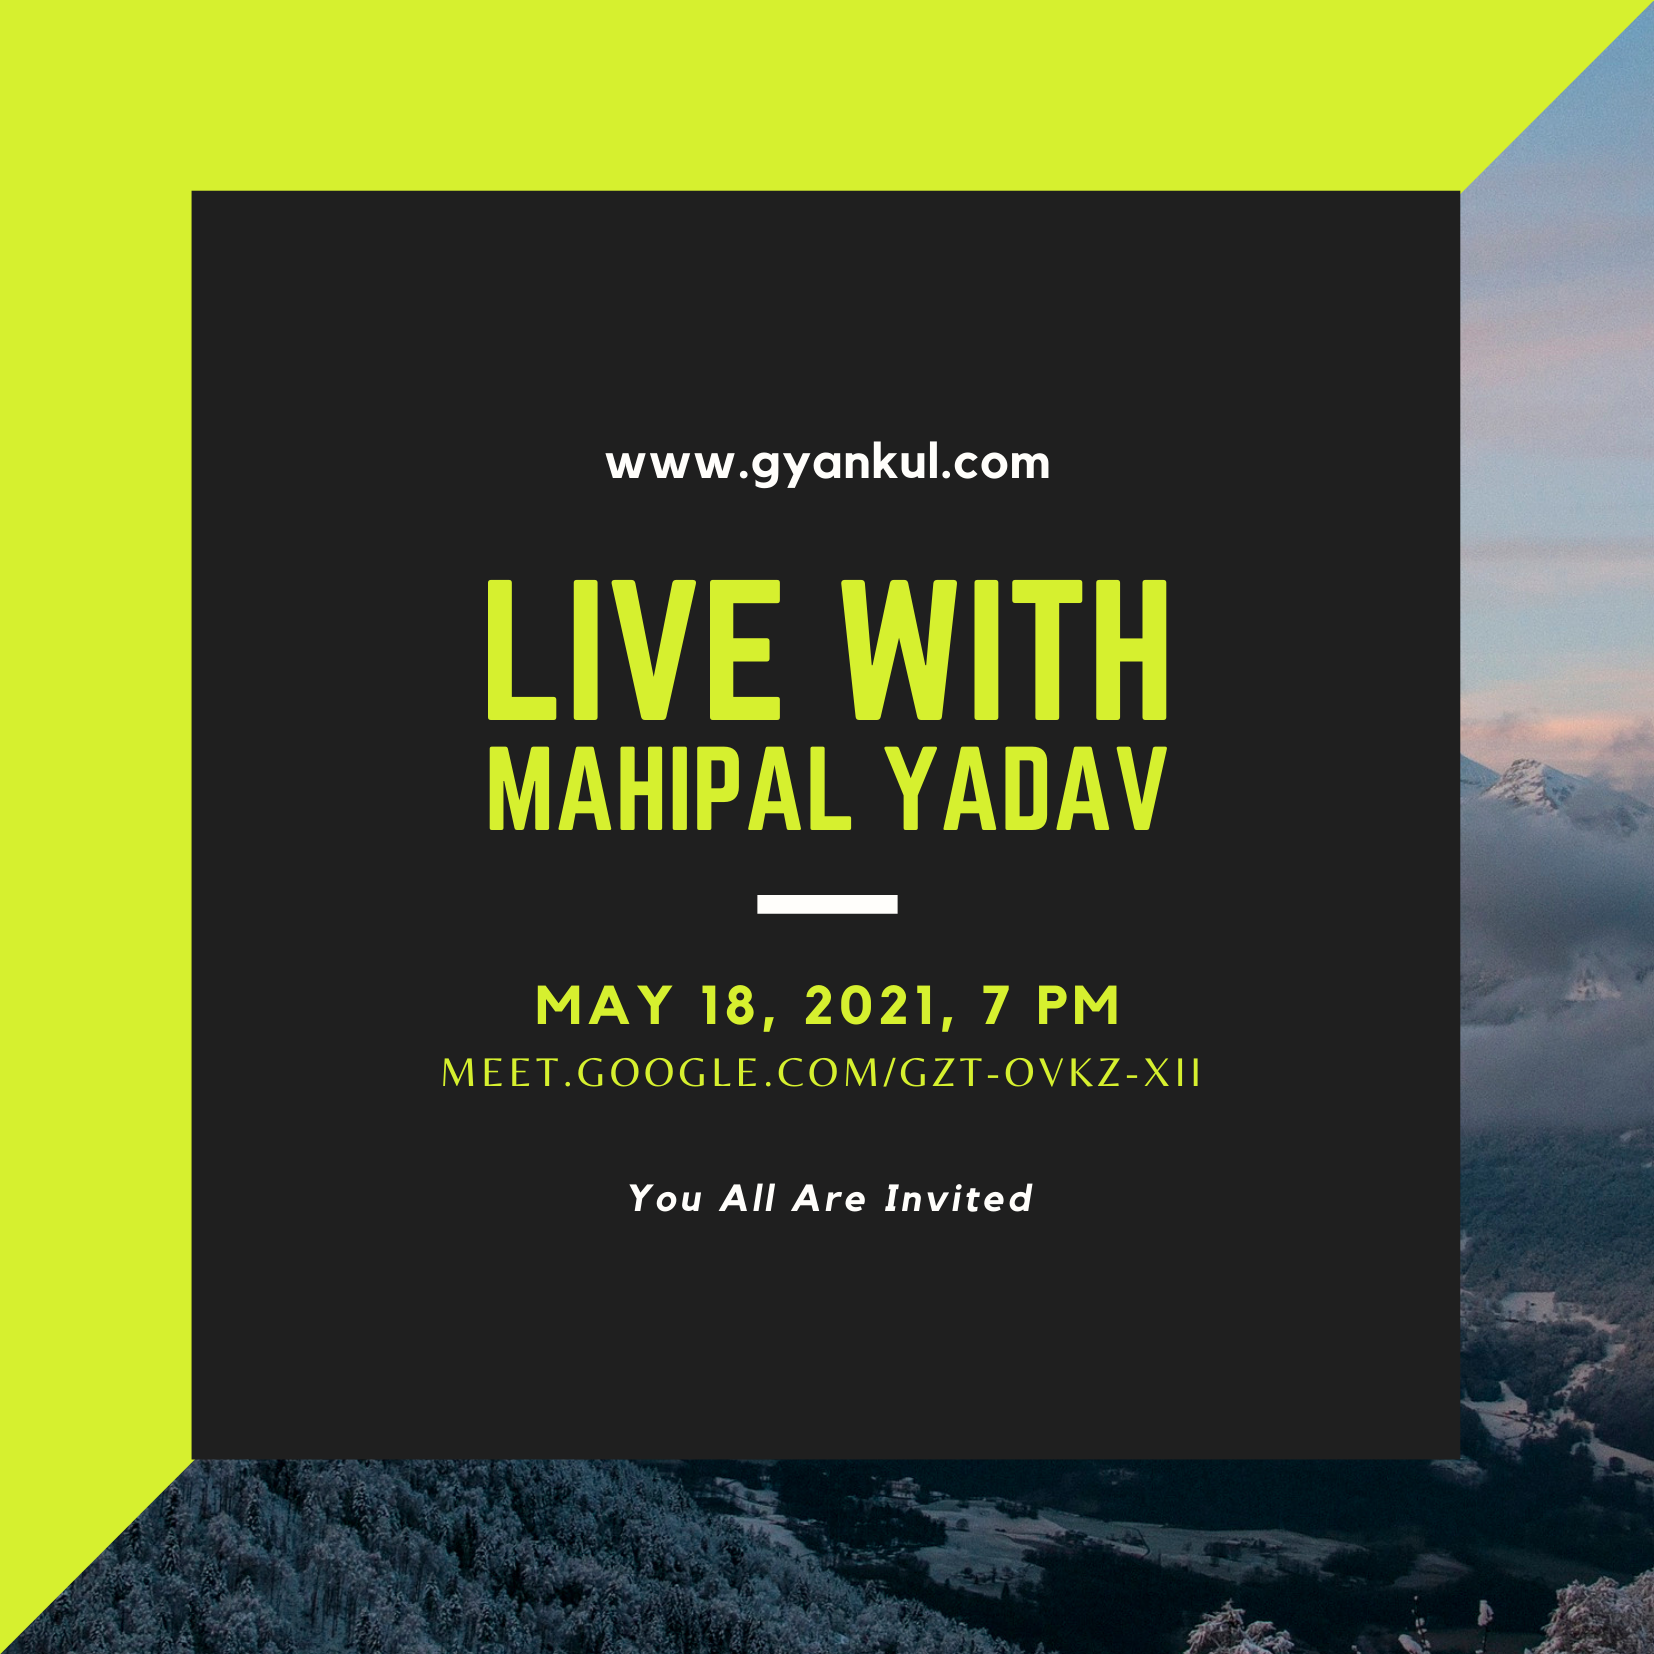 www.gyankul.com
LIVE WITH
MAHIPAL YADAV
MAY 18, 2021, 7 PM
MEET.GOOGLE.COM/GZT-OVKZ-XII
You All Are Invited